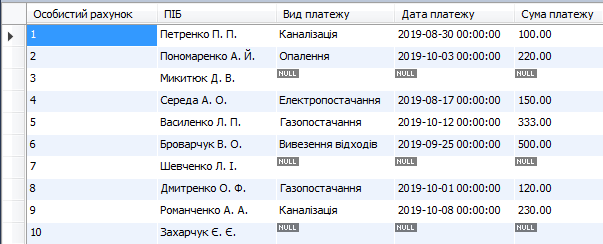 Особистий рахунок ПІБ Вид платежу Дата платежу Сума платежу
1 Петренко П. П. Каналізація 2019-08-30 00:00:00 100.00
2 Пономаренко А. Й. Опалення 2019-10-03 00:00:00 220.00
3 Микитюк Д. В. NULL NULL NULL
4 Середа А. О. Електропостачання 2019-08-17 00:00:00 150.00
5 Василенко Л. П. Газопостачання 2019-10-12 00:00:00 333.00
6 Броварчук В. О. Вивезення відходів 2019-09-25 00:00:00 500.00
7 Шевченко Л. І. NULL NULL NULL
8 Дмитренко О. Ф. Газопостачання 2019-10-01 00:00:00 120.00
9 Романченко А. А. Каналізація 2019-10-08 00:00:00 230.00
10 Захарчук Є. Є. NULL NULL NULL